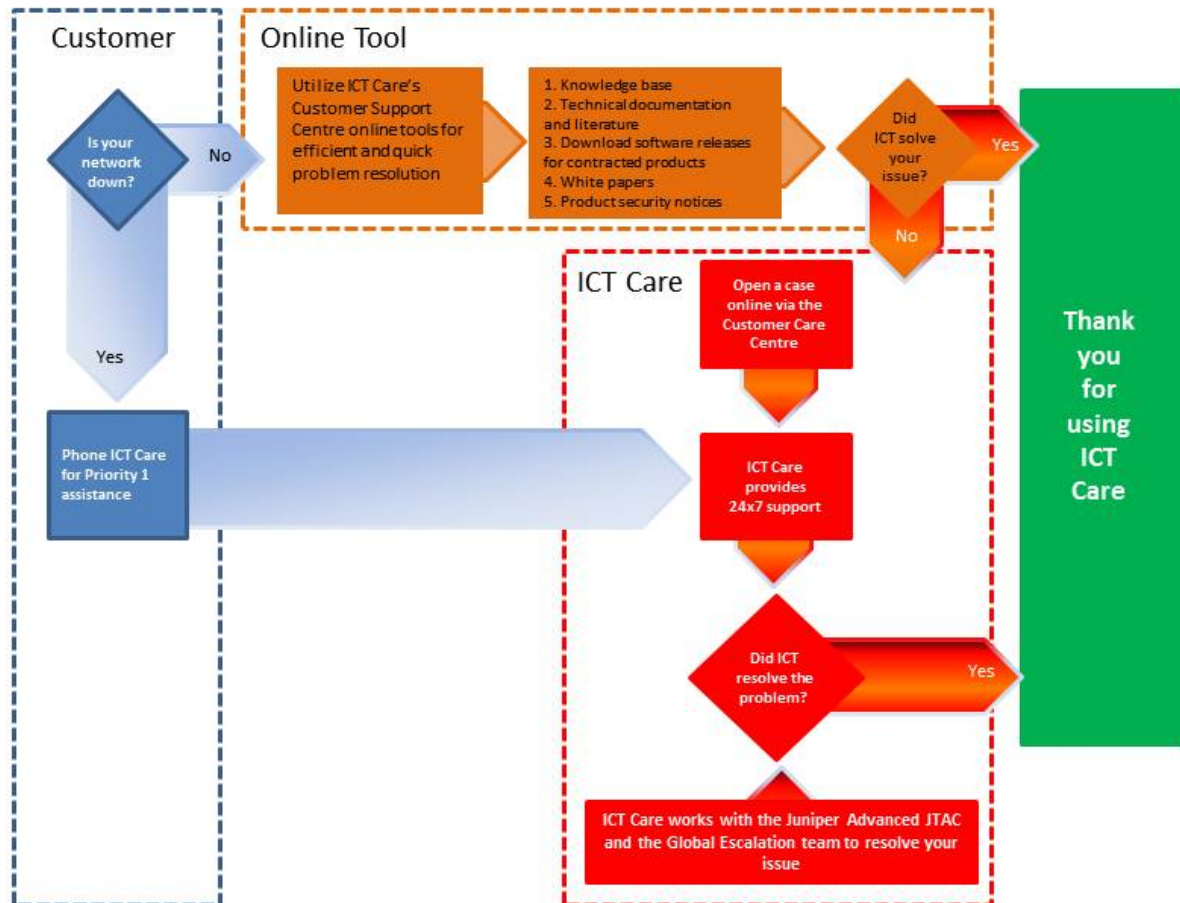 Customer
Is your
network
down?
No
Yes
Phone ICT Care
for Priority 1
assistance
Online Tool
Utilize ICT Care's
Customer Support
Centre online tools for
efficient and quick
problem resolution
1. Knowledge base
2. Technical documentation
and literature
3. Download software releases
for contracted products
4. White papers
5. Product security notices
Did
ICT solve
your
issue?
Yes
No
ICT Care
Open a case
online via the
Customer Care
Centre
ICT Care
provides
24x7 support
Did ICT
resolve the
problem?
Yes
ICT Care works with the Juniper Advanced JTAC
and the Global Escalation team to resolve your
issue
Thank
you
for
using
ICT
Care